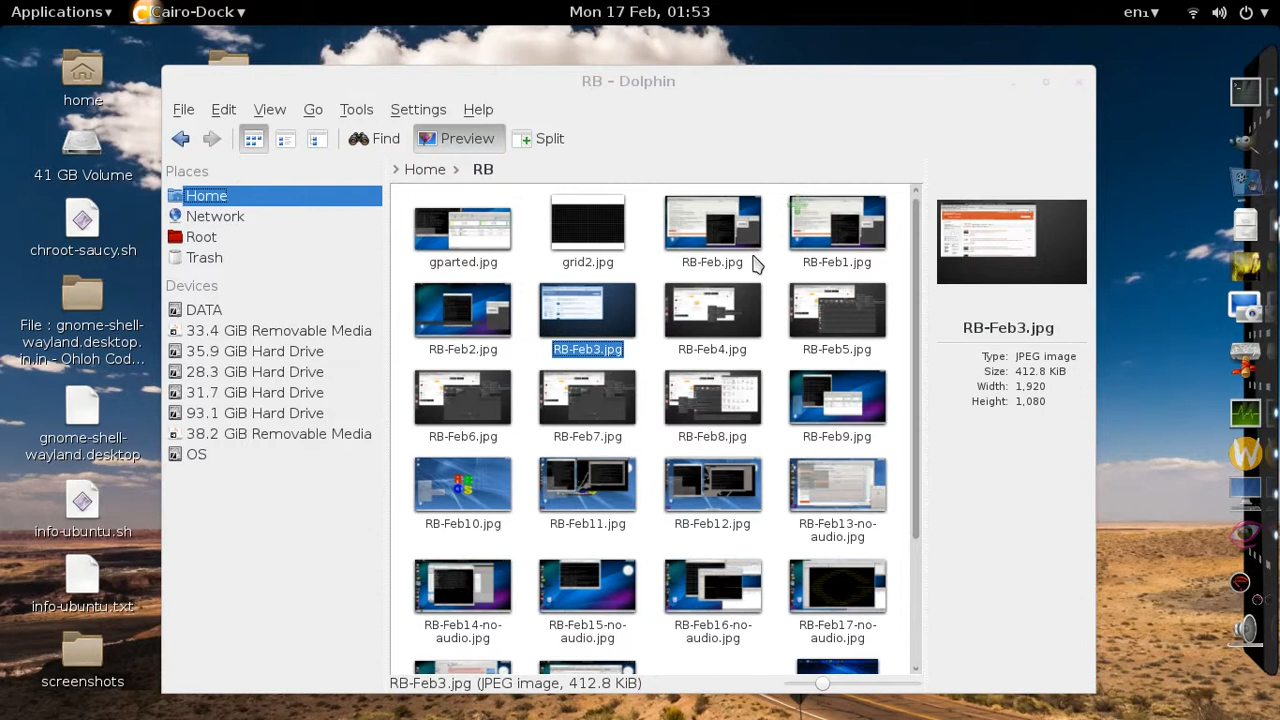 Applications▾ Cairo-Dock▾ Mon 17 Feb, 01:53 en₁▾
home
41 GB Volume
chroot-saucy.sh
File : gnome-shell-
wayland.desktop.
in.in - Ohloh Cod...
gnome-shell-
wayland.desktop
info-ubuntu.sh
info-ubuntu.txt
screenshots
RB – Dolphin
File Edit View Go Tools Settings Help
Find Preview Split
Places
Home
Network
Root
Trash
Devices
DATA
33.4 GiB Removable Media
35.9 GiB Hard Drive
28.3 GiB Hard Drive
31.7 GiB Hard Drive
93.1 GiB Hard Drive
38.2 GiB Removable Media
OS
Home RB
gparted.jpg grid2.jpg RB-Feb.jpg RB-Feb1.jpg
RB-Feb2.jpg RB-Feb3.jpg RB-Feb4.jpg RB-Feb5.jpg
RB-Feb6.jpg RB-Feb7.jpg RB-Feb8.jpg RB-Feb9.jpg
RB-Feb10.jpg RB-Feb11.jpg RB-Feb12.jpg RB-Feb13-no-
audio.jpg
RB-Feb14-no- RB-Feb15-no- RB-Feb16-no- RB-Feb17-no-
audio.jpg audio.jpg audio.jpg audio.jpg
RB-Feb3.jpg (JPEG image, 412.8 KiB)
RB-Feb3.jpg
Type: JPEG image
Size: 412.8 KiB
Width: 1,920
Height: 1,080